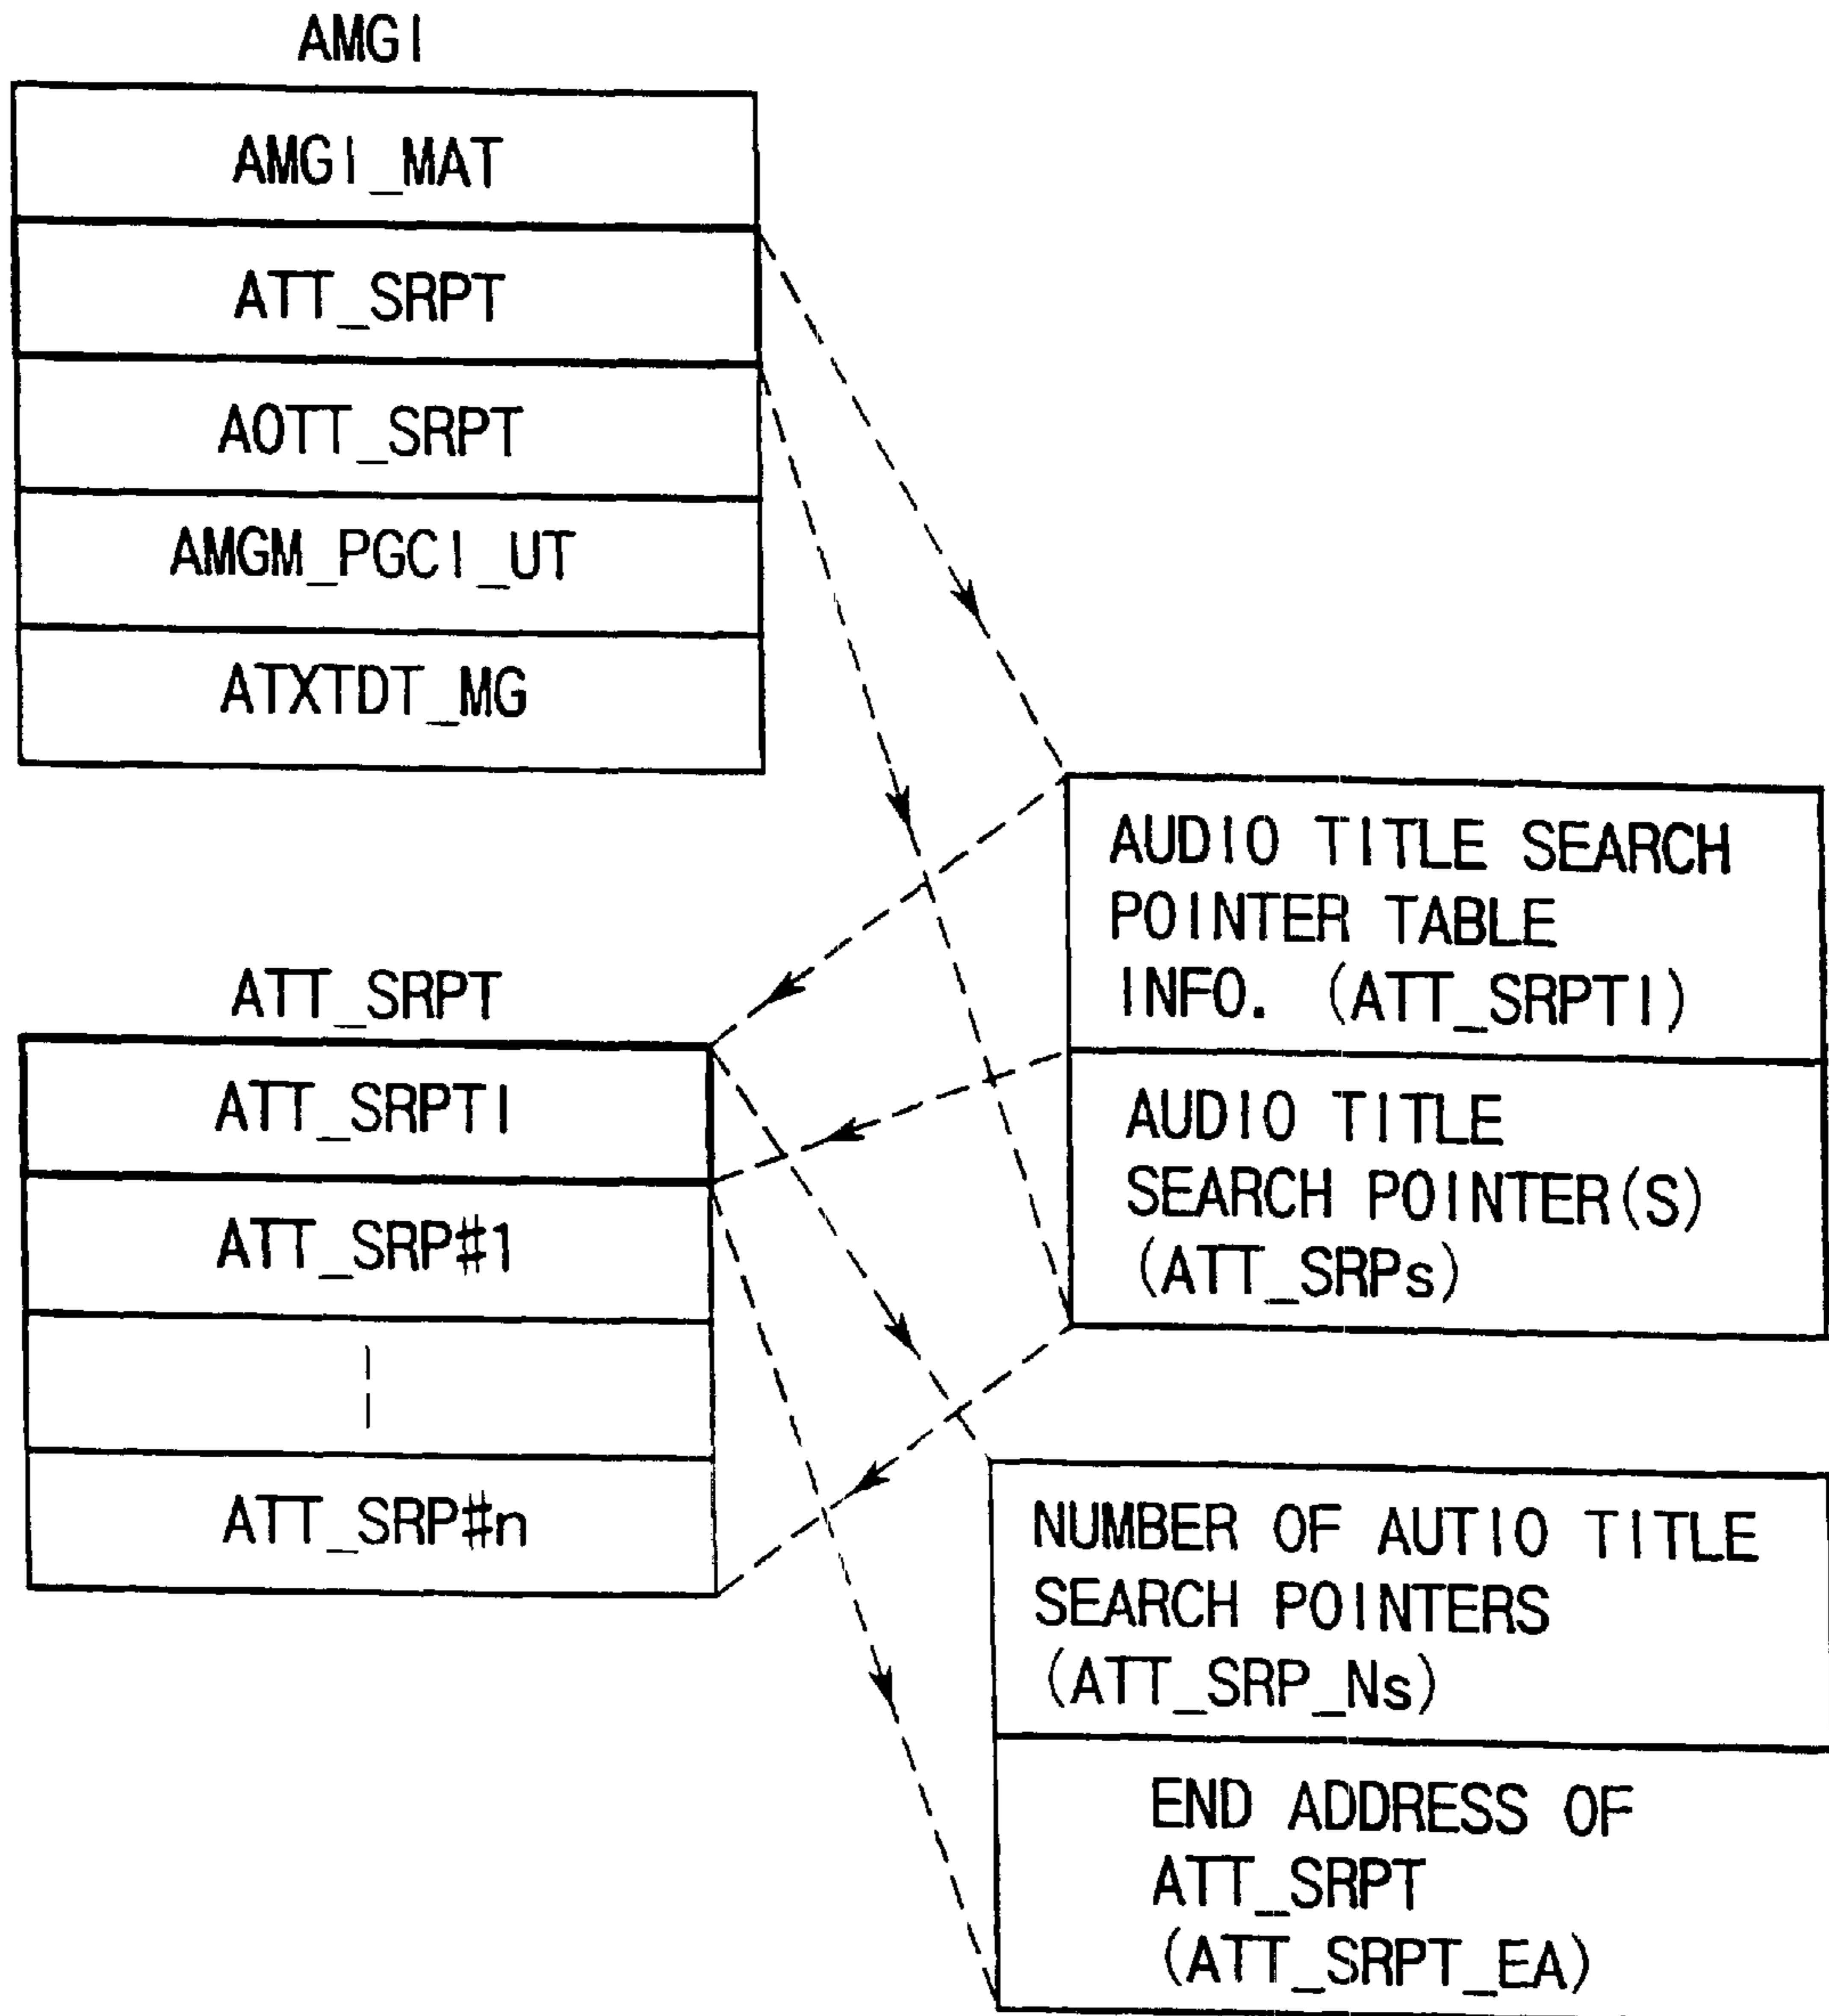 AMGI
AMGI_MAT
ATT_SRPT
AOTT_SRPT
AMGM_PGCI_UT
ATXTDT_MG
AUDIO TITLE SEARCH
POINTER TABLE
INFO. (ATT_SRPTI)
AUDIO TITLE
SEARCH POINTER(S)
(ATT_SRPs)
ATT_SRPT
ATT_SRPTI
ATT_SRP#1
ATT_SRP#n
NUMBER OF AUTIO TITLE
SEARCH POINTERS
(ATT_SRP_Ns)
END ADDRESS OF
ATT_SRPT
(ATT_SRPT_EA)